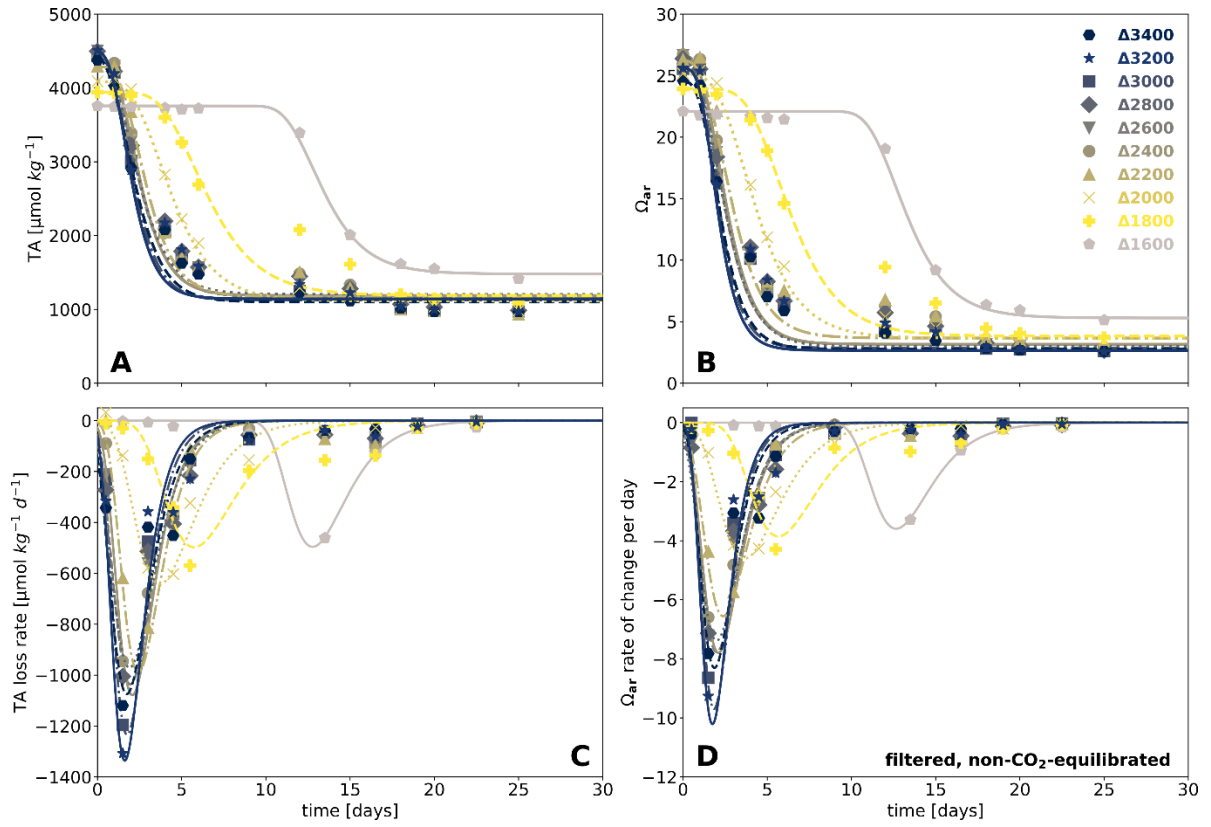 5000
4000
3000
2000
1000
0
TA [µmol kg⁻¹]
A
30
25
20
15
10
5
0
Ωar
B
Δ3400
Δ3200
Δ3000
Δ2800
Δ2600
Δ2400
Δ2200
Δ2000
Δ1800
Δ1600
0
−200
−400
−600
−800
−1000
−1200
−1400
TA loss rate [µmol kg⁻¹ d⁻¹]
C
0 5 10 15 20 25 30
time [days]
0
−2
−4
−6
−8
−10
−12
Ωar rate of change per day
D
filtered, non-CO₂-equilibrated
0 5 10 15 20 25 30
time [days]